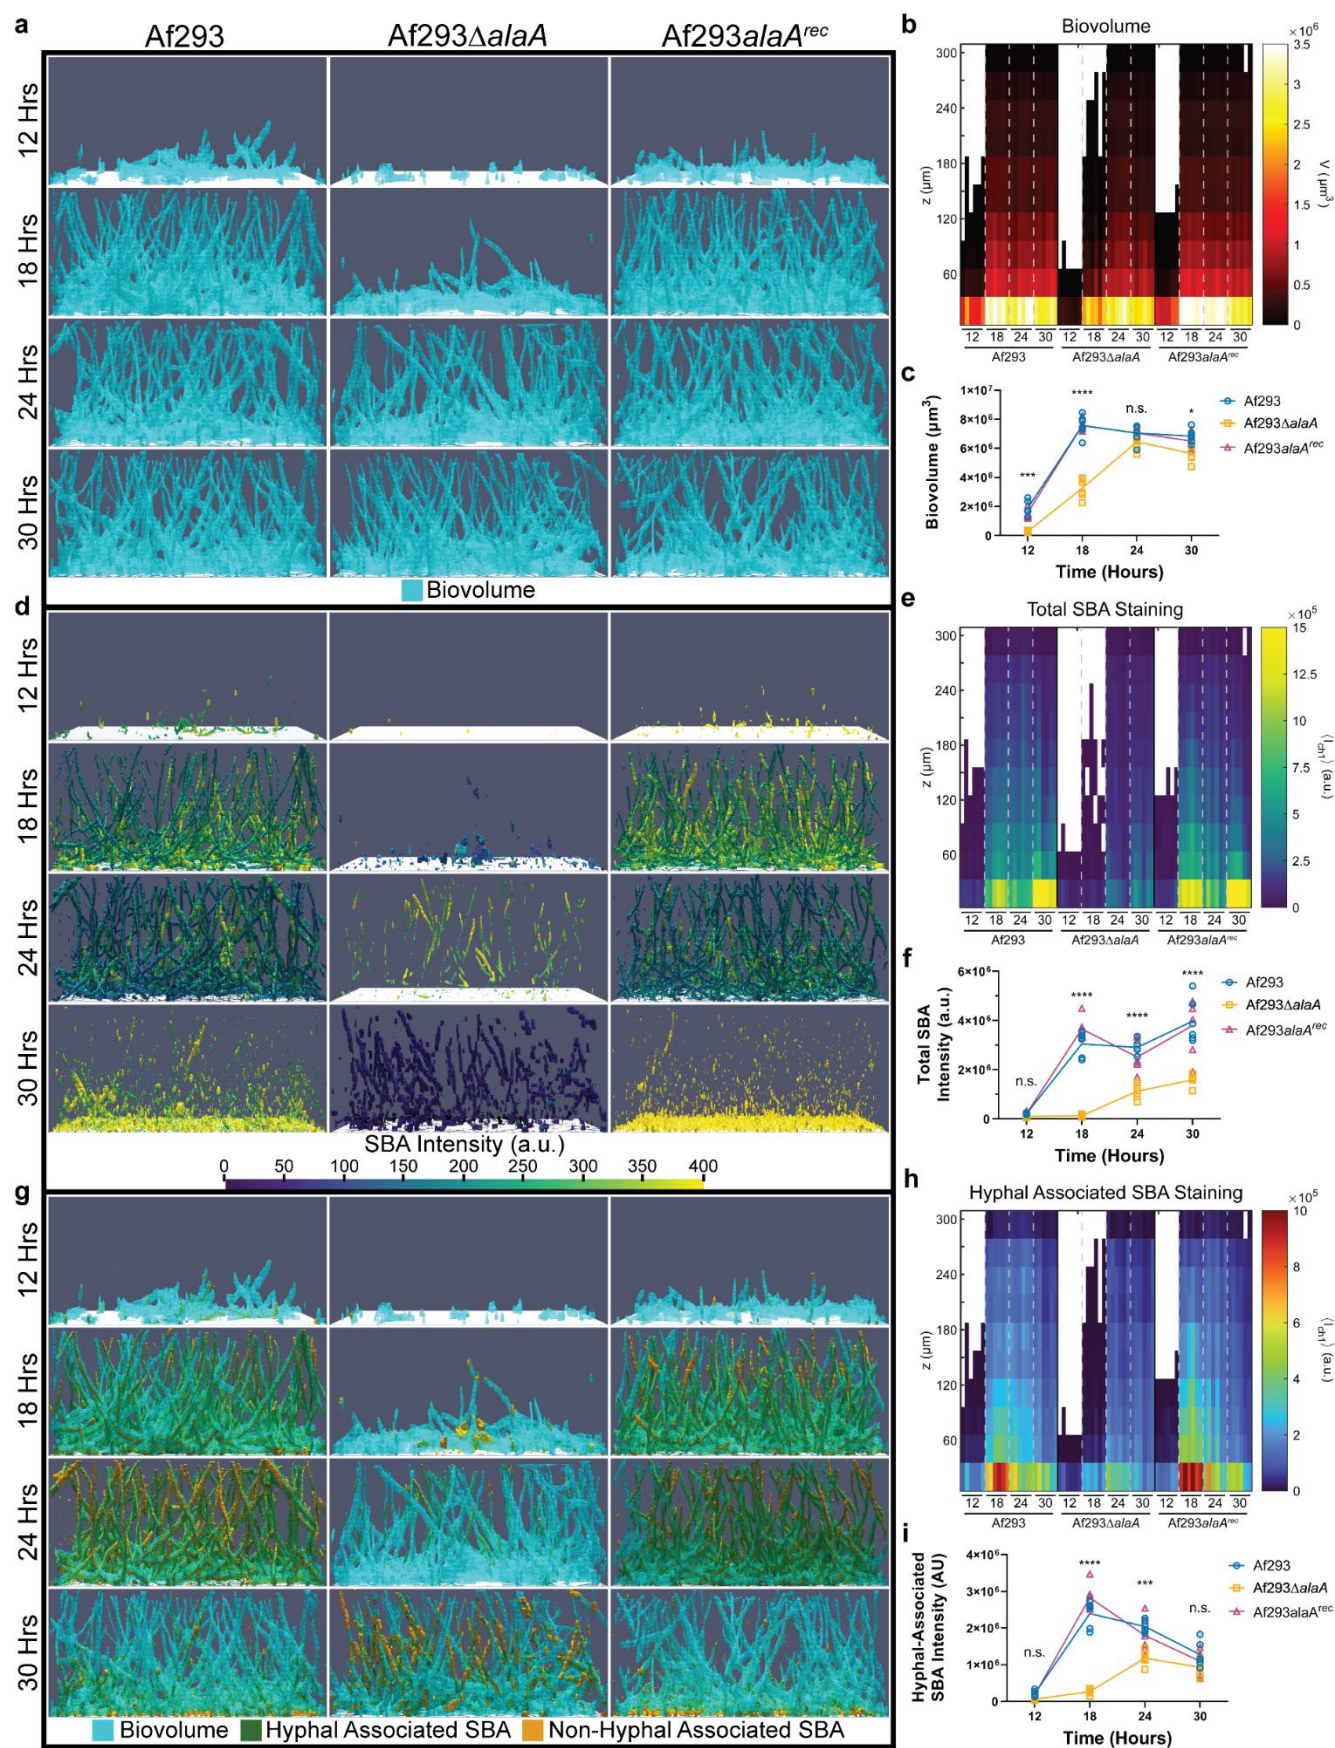 a
Af293
Af293ΔalaA
Af293alaArec
12 Hrs
18 Hrs
24 Hrs
30 Hrs
Biovolume
b
Biovolume
×10⁶
300
240
180
120
60
z (µm)
3.5
3
2.5
2
1.5
1
0.5
0
V (µm³)
12 18 24 30 12 18 24 30 12 18 24 30
Af293 Af293ΔalaA Af293alaArec
c
Biovolume (µm³)
1×10⁷
8×10⁶
6×10⁶
4×10⁶
2×10⁶
0
***
****
n.s.
*
12 18 24 30
Time (Hours)
Af293
Af293ΔalaA
Af293alaArec
d
12 Hrs
18 Hrs
24 Hrs
30 Hrs
SBA Intensity (a.u.)
0 50 100 150 200 250 300 350 400
e
Total SBA Staining
×10⁵
300
240
180
120
60
z (µm)
15
12.5
10
7.5
5
2.5
0
⟨I_ch1⟩ (a.u.)
12 18 24 30 12 18 24 30 12 18 24 30
Af293 Af293ΔalaA Af293alaArec
f
Total SBA
Intensity (a.u.)
6×10⁶
4×10⁶
2×10⁶
0
n.s.
****
****
****
12 18 24 30
Time (Hours)
Af293
Af293ΔalaA
Af293alaArec
g
12 Hrs
18 Hrs
24 Hrs
30 Hrs
Biovolume Hyphal Associated SBA Non-Hyphal Associated SBA
h
Hyphal Associated SBA Staining
×10⁵
300
240
180
120
60
z (µm)
10
8
6
4
2
0
⟨I_ch1⟩ (a.u.)
12 18 24 30 12 18 24 30 12 18 24 30
Af293 Af293ΔalaA Af293alaArec
i
Hyphal-Associated
SBA Intensity (AU)
4×10⁶
3×10⁶
2×10⁶
1×10⁶
0
n.s.
****
***
n.s.
12 18 24 30
Time (Hours)
Af293
Af293ΔalaA
Af293alaArec